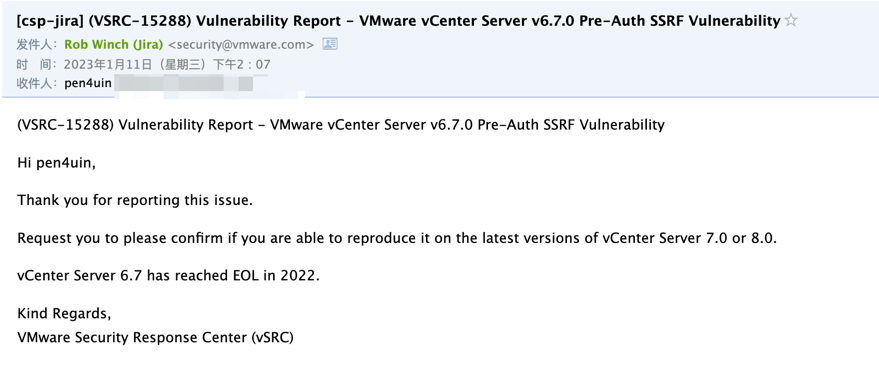 [csp-jira] (VSRC-15288) Vulnerability Report – VMware vCenter Server v6.7.0 Pre-Auth SSRF Vulnerability
发件人： Rob Winch (Jira) <security@vmware.com>
时 间： 2023年1月11日（星期三）下午2：07
收件人： pen4uin
(VSRC-15288) Vulnerability Report – VMware vCenter Server v6.7.0 Pre-Auth SSRF Vulnerability
Hi pen4uin,
Thank you for reporting this issue.
Request you to please confirm if you are able to reproduce it on the latest versions of vCenter Server 7.0 or 8.0.
vCenter Server 6.7 has reached EOL in 2022.
Kind Regards,
VMware Security Response Center (vSRC)